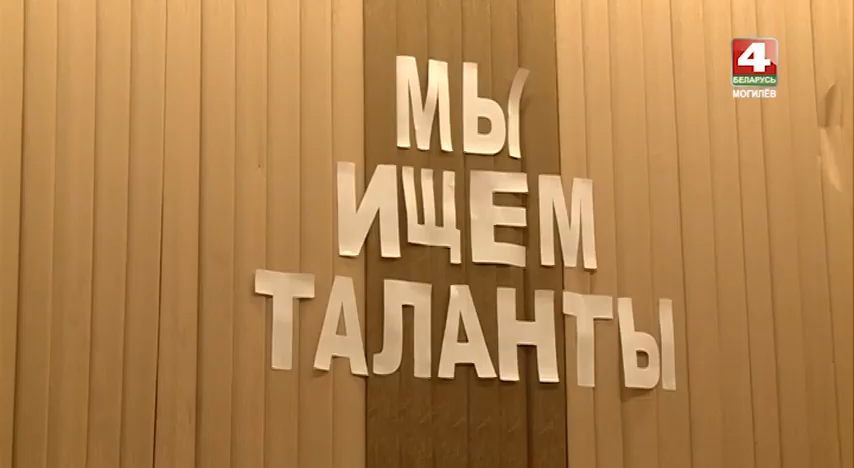 МЫ
ИЩЕМ
ТАЛАНТЫ
4
БЕЛАРУСЬ
МОГИЛЁВ